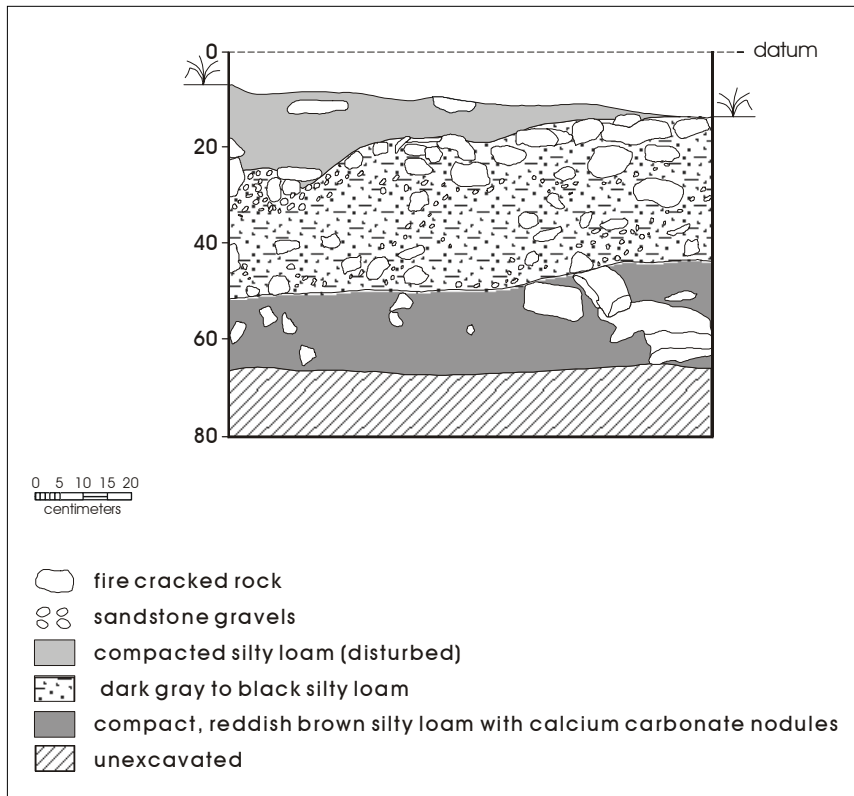 0
datum
20
40
60
80
0 5 10 15 20
centimeters
fire cracked rock
sandstone gravels
compacted silty loam (disturbed)
dark gray to black silty loam
compact, reddish brown silty loam with calcium carbonate nodules
unexcavated